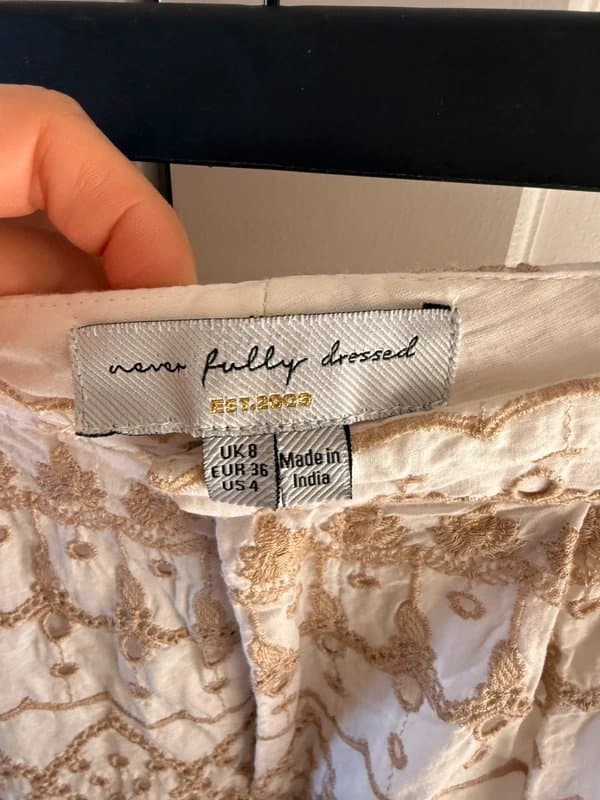 never fully dressed
EST.2009
UK 8
EUR 36
US 4
Made in
India